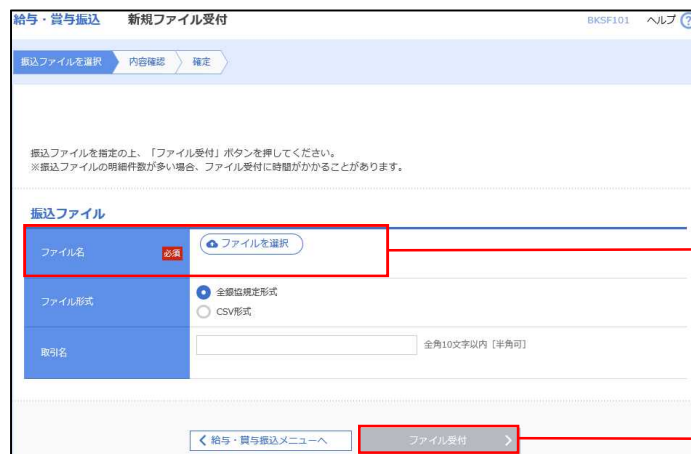 給与・賞与振込 新規ファイル受付 BKSF101 ヘルプ ?
振込ファイルを選択 内容確認 確定
振込ファイルを指定の上、「ファイル受付」ボタンを押してください。
※振込ファイルの明細件数が多い場合、ファイル受付に時間がかかることがあります。
振込ファイル
ファイル名 必須 ファイルを選択
ファイル形式 全銀協規定形式
CSV形式
取引名 全角10文字以内 [半角可]
給与・賞与振込メニューへ ファイル受付